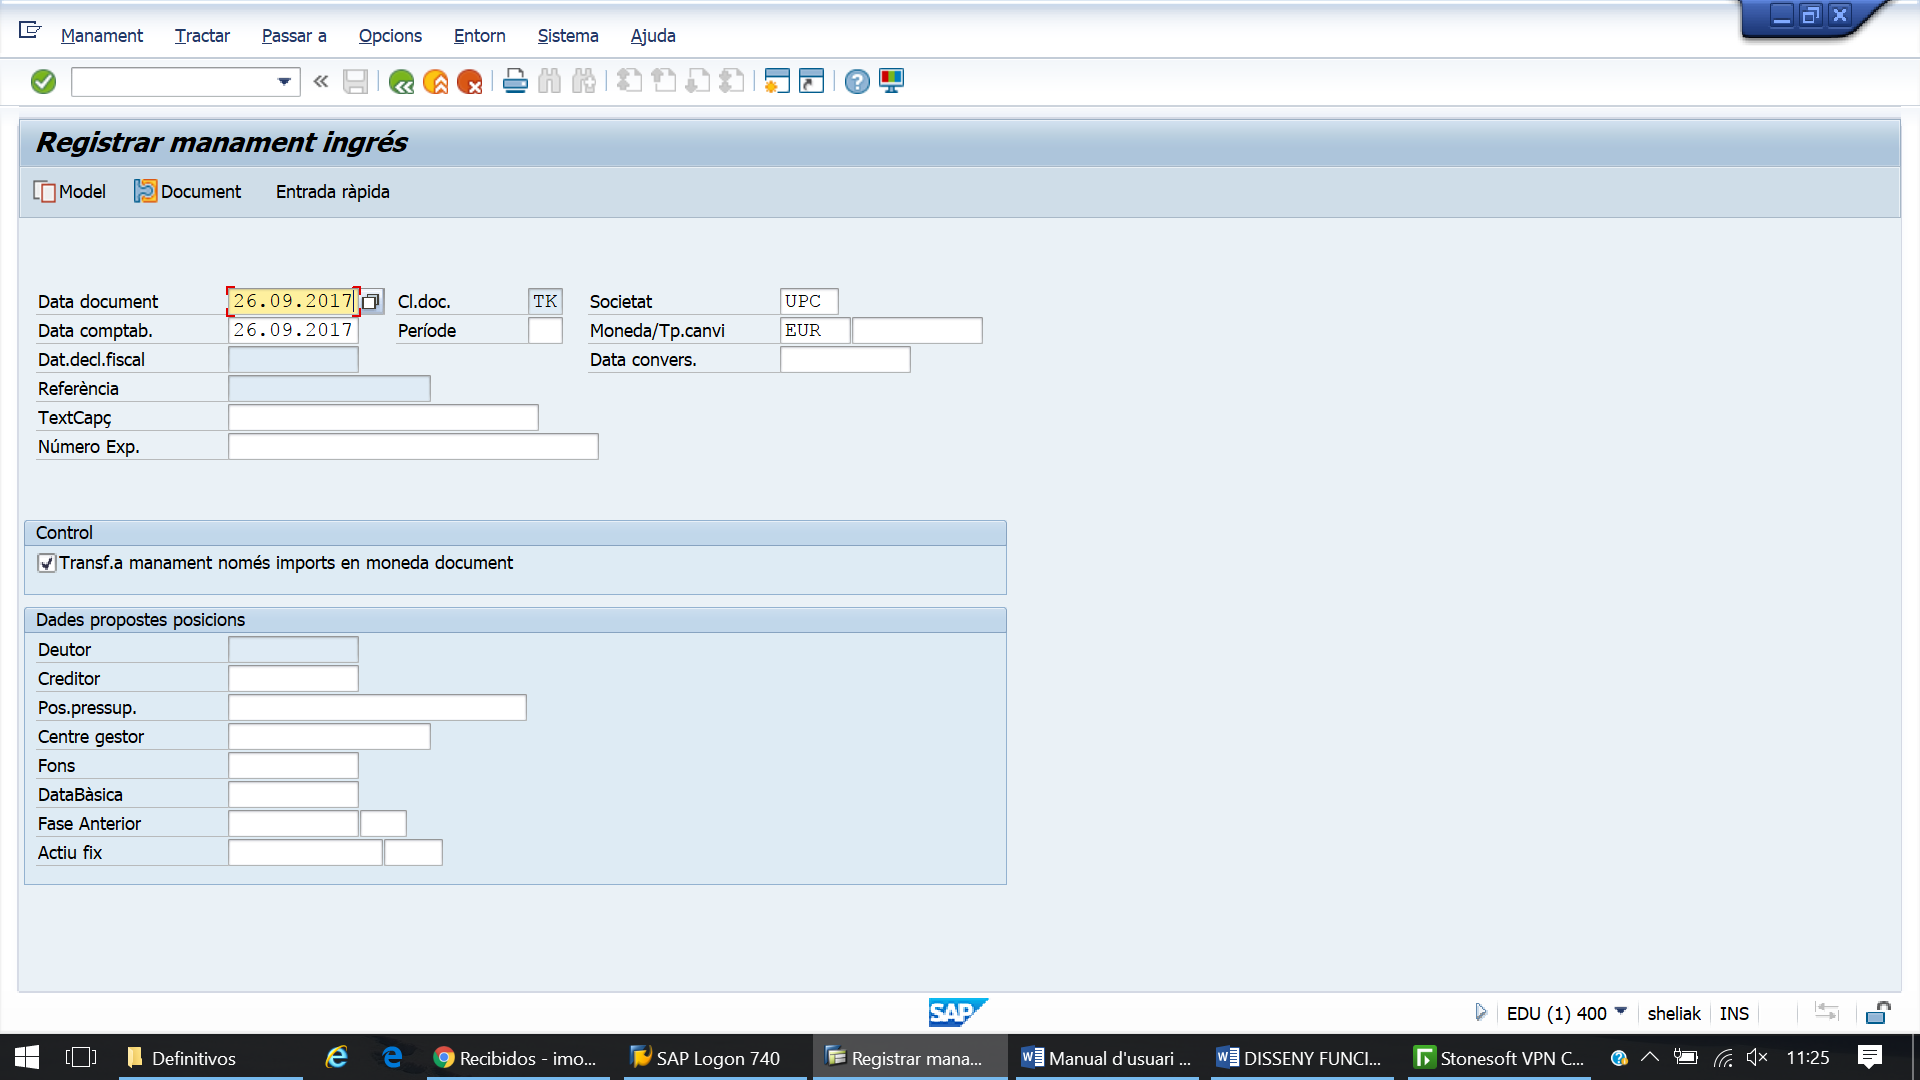 Manament Tractar Passar a Opcions Entorn Sistema Ajuda
Registrar manament ingrés
Model Document Entrada ràpida
Data document 26.09.2017 Cl.doc. TK Societat UPC
Data comptab. 26.09.2017 Període Moneda/Tp.canvi EUR
Dat.decl.fiscal Data convers.
Referència
TextCapç
Número Exp.
Control
Transf.a manament només imports en moneda document
Dades propostes posicions
Deutor
Creditor
Pos.pressup.
Centre gestor
Fons
DataBàsica
Fase Anterior
Actiu fix
SAP EDU (1) 400 sheliak INS
Definitivos Recibidos - imo... SAP Logon 740 Registrar mana... Manual d'usuari ... DISSENY FUNCI... Stonesoft VPN C... 11:25